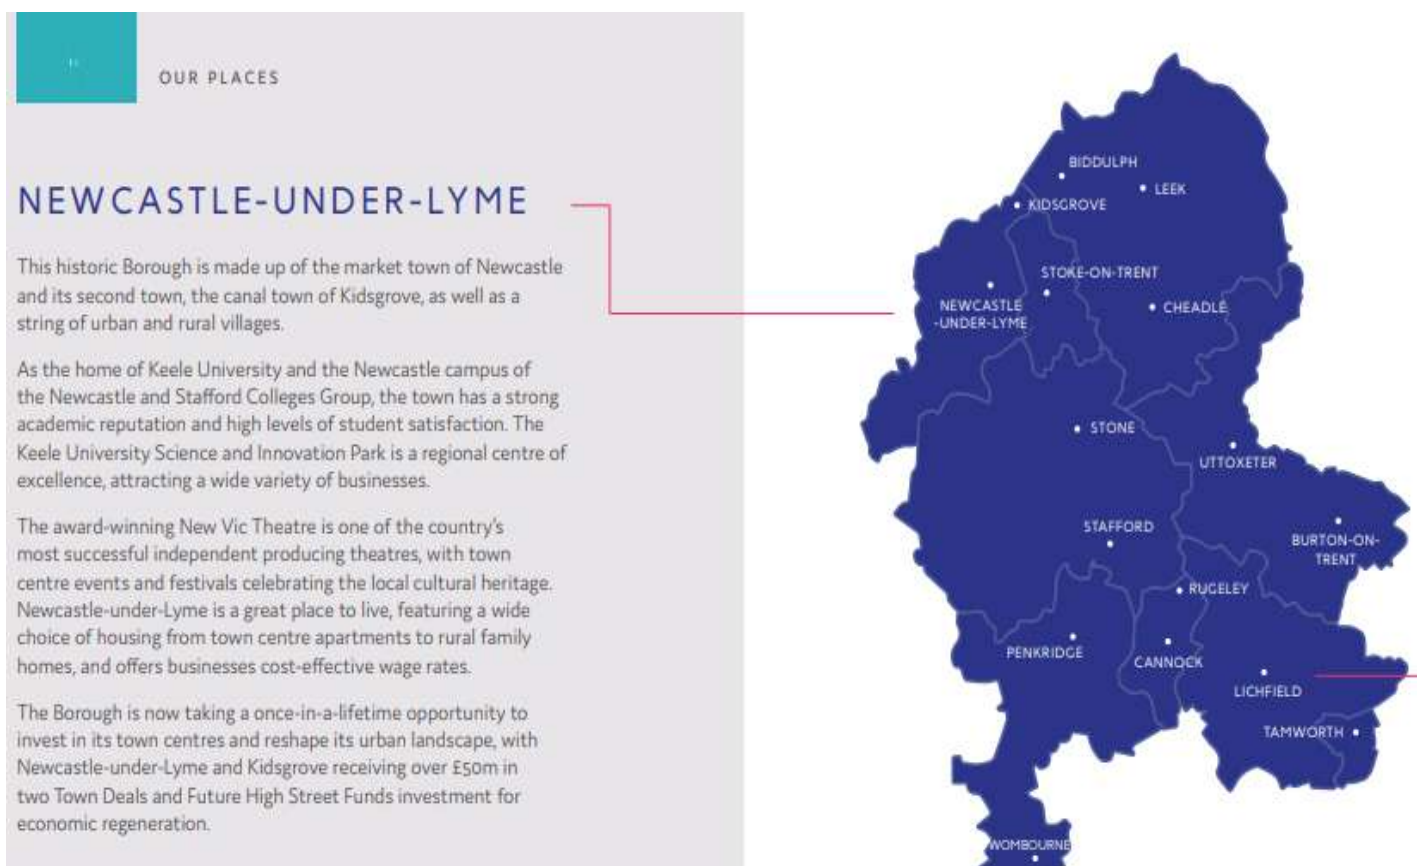 OUR PLACES
NEWCASTLE-UNDER-LYME
This historic Borough is made up of the market town of Newcastle
and its second town, the canal town of Kidsgrove, as well as a
string of urban and rural villages.
As the home of Keele University and the Newcastle campus of
the Newcastle and Stafford Colleges Group, the town has a strong
academic reputation and high levels of student satisfaction. The
Keele University Science and Innovation Park is a regional centre of
excellence, attracting a wide variety of businesses.
The award-winning New Vic Theatre is one of the country's
most successful independent producing theatres, with town
centre events and festivals celebrating the local cultural heritage.
Newcastle-under-Lyme is a great place to live, featuring a wide
choice of housing from town centre apartments to rural family
homes, and offers businesses cost-effective wage rates.
The Borough is now taking a once-in-a-lifetime opportunity to
invest in its town centres and reshape its urban landscape, with
Newcastle-under-Lyme and Kidsgrove receiving over £50m in
two Town Deals and Future High Street Funds investment for
economic regeneration.
BIDDULPH
LEEK
KIDSGROVE
STOKE-ON-TRENT
NEWCASTLE
-UNDER-LYME
CHEADLE
STONE
UTTOXETER
STAFFORD
BURTON-ON-
TRENT
RUGELEY
PENKRIDGE
CANNOCK
LICHFIELD
TAMWORTH
WOMBOURNE